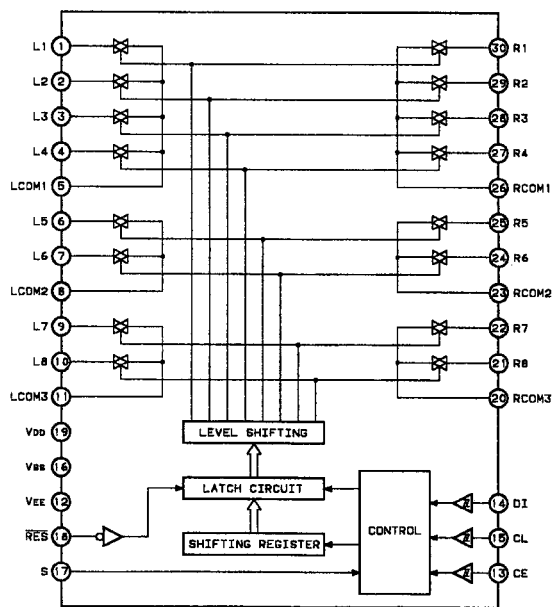 L1 1 30 R1
L2 2 29 R2
L3 3 28 R3
L4 4 27 R4
LCOM1 5 26 RCOM1
L5 6 25 R5
L6 7 24 R6
LCOM2 8 23 RCOM2
L7 9 22 R7
L8 10 21 R8
LCOM3 11 20 RCOM3
VDD 19 LEVEL SHIFTING
VSS 16
VEE 12 LATCH CIRCUIT 14 DI
RES 18 SHIFTING REGISTER CONTROL 15 CL
S 17 13 CE